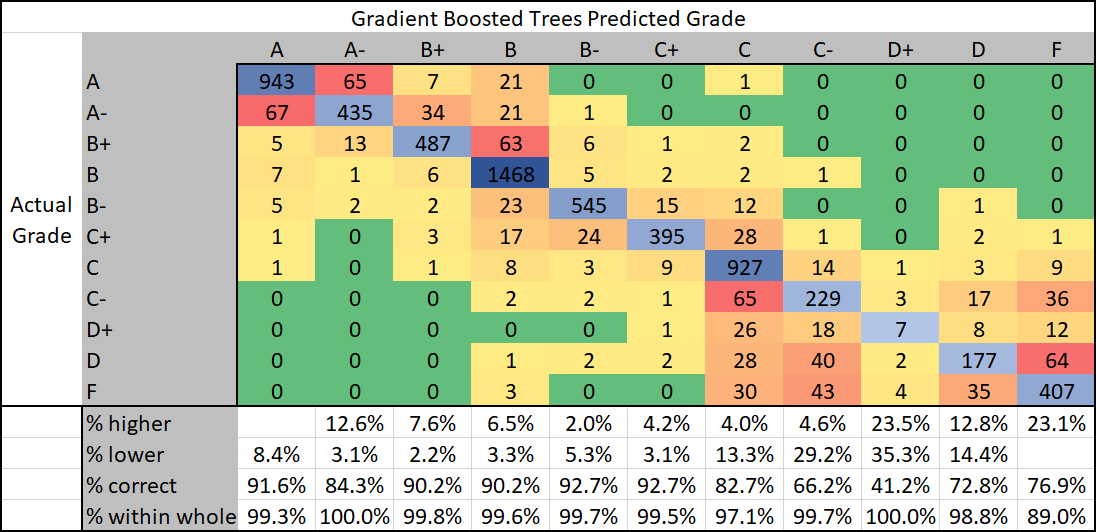 Gradient Boosted Trees Predicted Grade
A A- B+ B B- C+ C C- D+ D F
A 943 65 7 21 0 0 1 0 0 0 0
A- 67 435 34 21 1 0 0 0 0 0 0
B+ 5 13 487 63 6 1 2 0 0 0 0
B 7 1 6 1468 5 2 2 1 0 0 0
Actual B- 5 2 2 23 545 15 12 0 0 1 0
Grade C+ 1 0 3 17 24 395 28 1 0 2 1
C 1 0 1 8 3 9 927 14 1 3 9
C- 0 0 0 2 2 1 65 229 3 17 36
D+ 0 0 0 0 0 1 26 18 7 8 12
D 0 0 0 1 2 2 28 40 2 177 64
F 0 0 0 3 0 0 30 43 4 35 407
% higher 12.6% 7.6% 6.5% 2.0% 4.2% 4.0% 4.6% 23.5% 12.8% 23.1%
% lower 8.4% 3.1% 2.2% 3.3% 5.3% 3.1% 13.3% 29.2% 35.3% 14.4%
% correct 91.6% 84.3% 90.2% 90.2% 92.7% 92.7% 82.7% 66.2% 41.2% 72.8% 76.9%
% within whole 99.3% 100.0% 99.8% 99.6% 99.7% 99.5% 97.1% 99.7% 100.0% 98.8% 89.0%